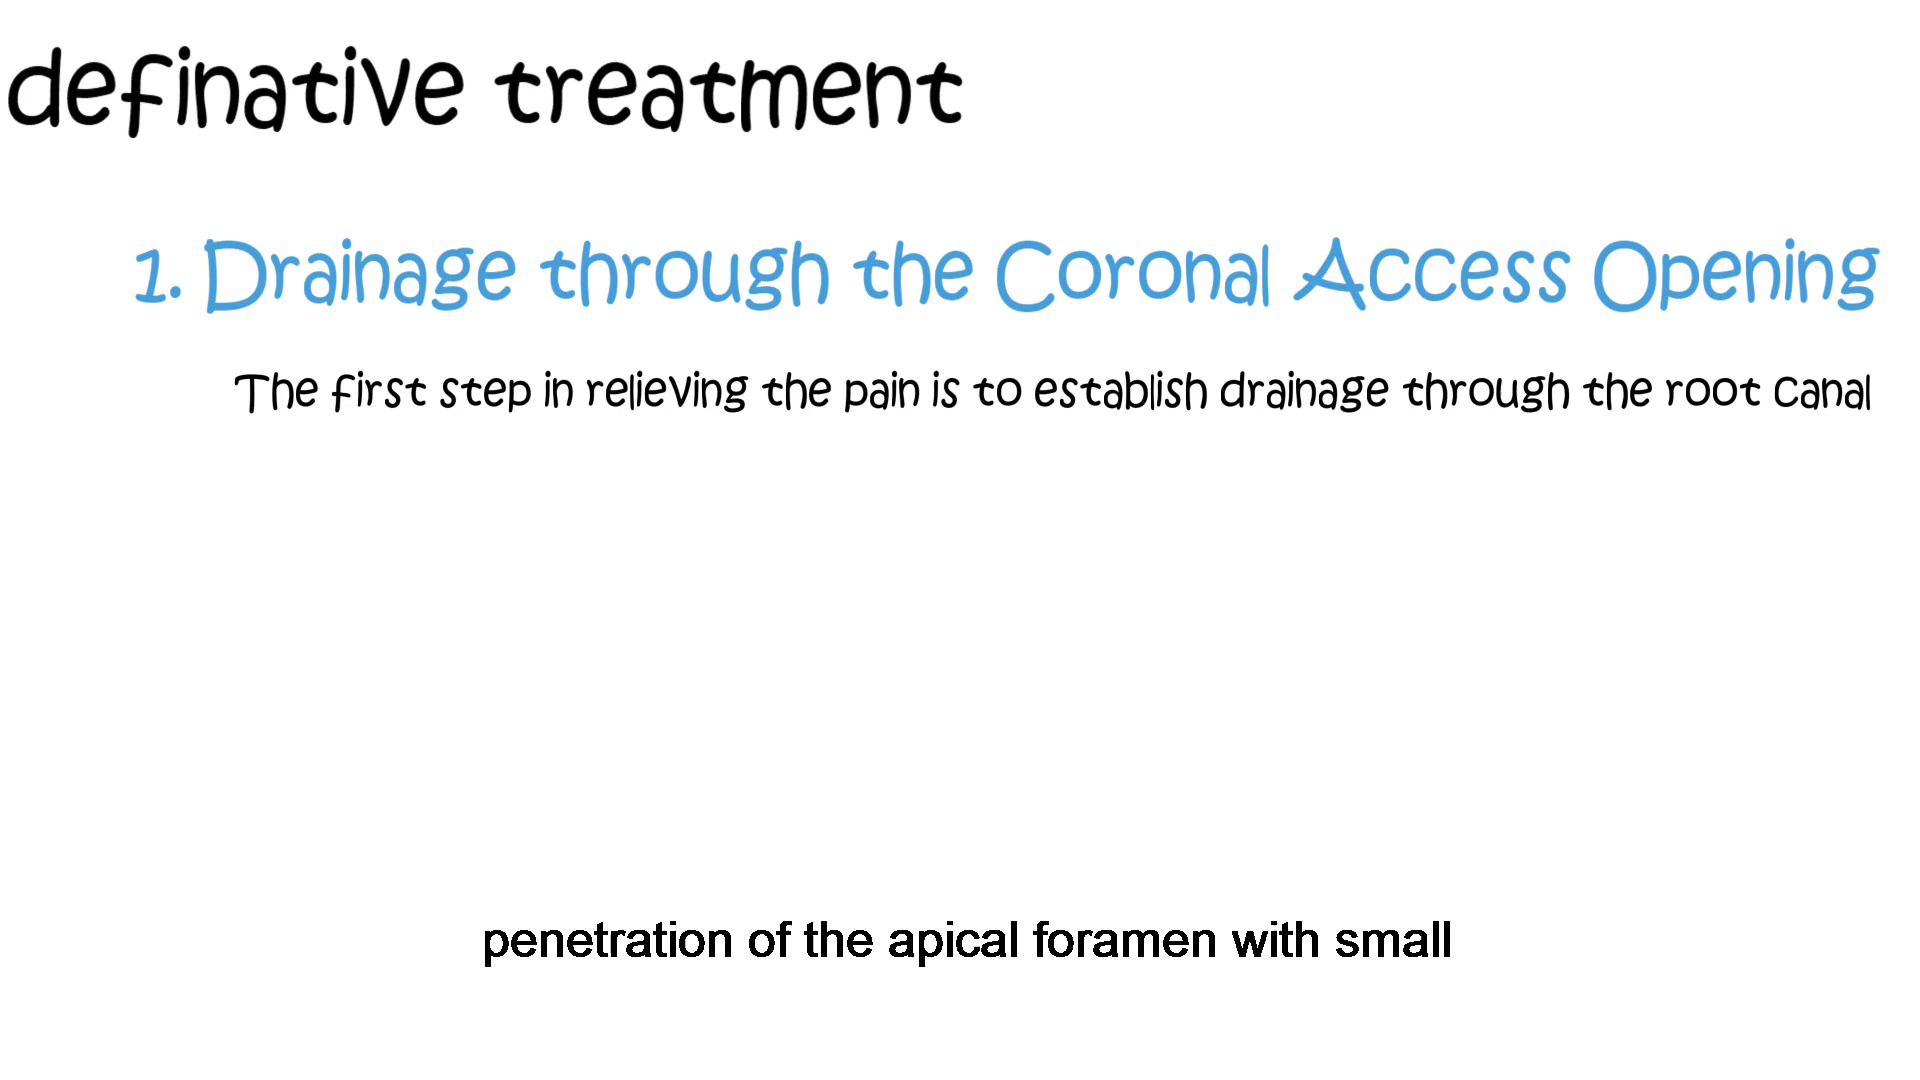 definative treatment
1. Drainage through the Coronal Access Opening
The first step in relieving the pain is to establish drainage through the root canal
penetration of the apical foramen with small